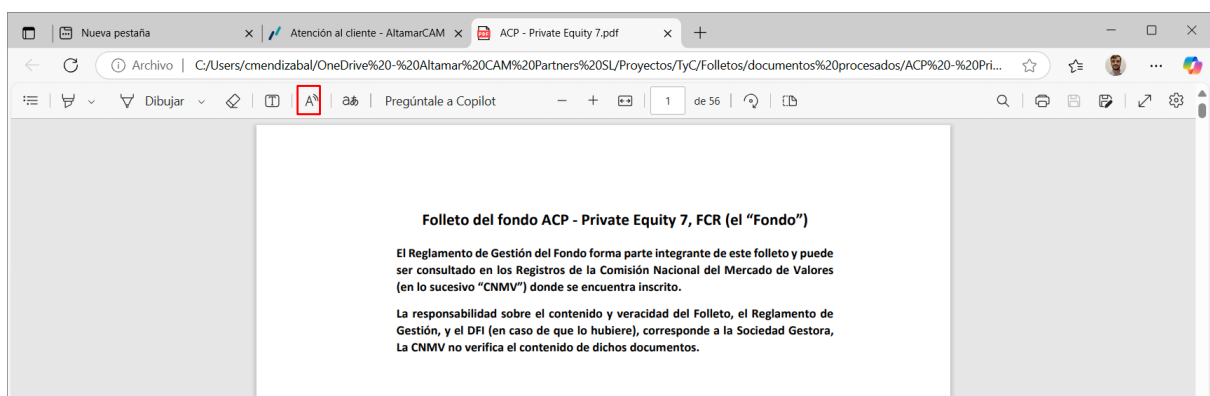 Nueva pestaña
Atención al cliente - AltamarCAM
ACP - Private Equity 7.pdf
Archivo | C:/Users/cmendizabal/OneDrive%20-%20Altamar%20CAM%20Partners%20SL/Proyectos/TyC/Folletos/documentos%20procesados/ACP%20-%20Pri...
Dibujar
Pregúntale a Copilot
1 de 56
Folleto del fondo ACP - Private Equity 7, FCR (el “Fondo”)
El Reglamento de Gestión del Fondo forma parte integrante de este folleto y puede
ser consultado en los Registros de la Comisión Nacional del Mercado de Valores
(en lo sucesivo “CNMV”) donde se encuentra inscrito.
La responsabilidad sobre el contenido y veracidad del Folleto, el Reglamento de
Gestión, y el DFI (en caso de que lo hubiere), corresponde a la Sociedad Gestora,
La CNMV no verifica el contenido de dichos documentos.